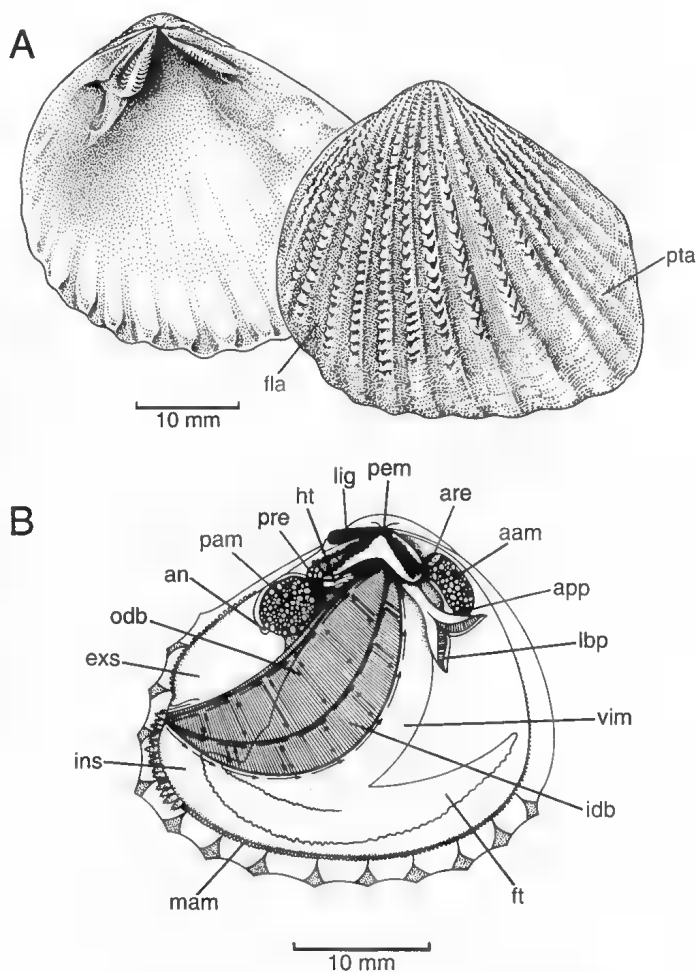 A
pta
fla
10 mm
B
lig
pem
ht
are
pre
aam
pam
an
app
odb
lbp
exs
vim
ins
idb
mam
ft
10 mm